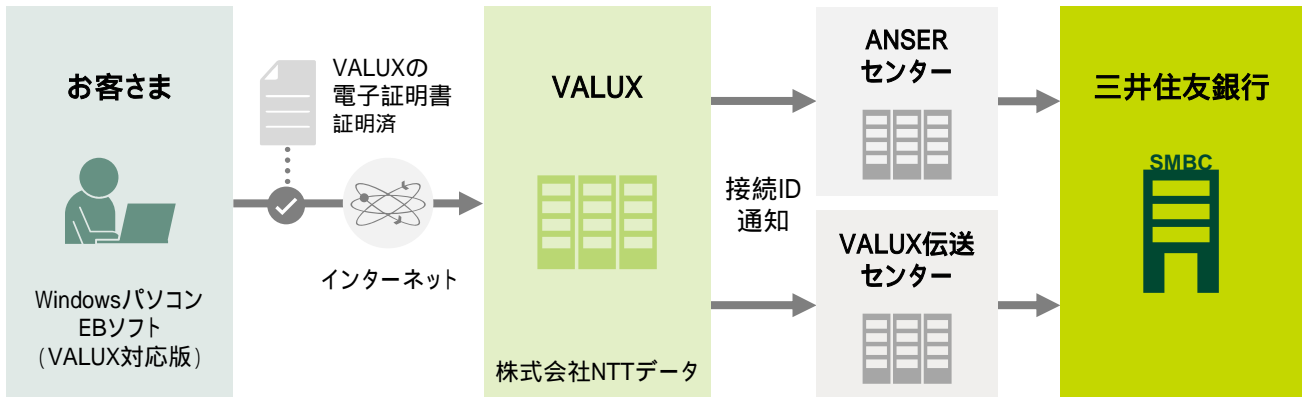 お客さま
Windowsパソコン
EBソフト
(VALUX対応版)
VALUXの
電子証明書
証明済
インターネット
VALUX
株式会社NTTデータ
接続ID
通知
ANSER
センター
VALUX伝送
センター
三井住友銀行
SMBC